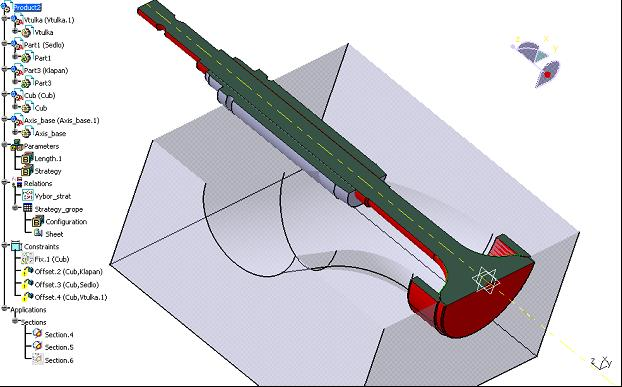 Product2
Vtulka (Vtulka.1)
Vtulka
Part1 (Sedlo)
Part1
Part3 (Klapan)
Part3
Cub (Cub)
Cub
Axis_base (Axis_base.1)
Axis_base
Parameters
Length.1
Strategy
Relations
Vybor_strat
Strategy_grope
Configuration
Sheet
Constraints
Fix.1 (Cub)
Offset.2 (Cub,Klapan)
Offset.3 (Cub,Sedlo)
Offset.4 (Cub,Vtulka.1)
Applications
Sections
Section.4
Section.5
Section.6
x
z
y
z x y